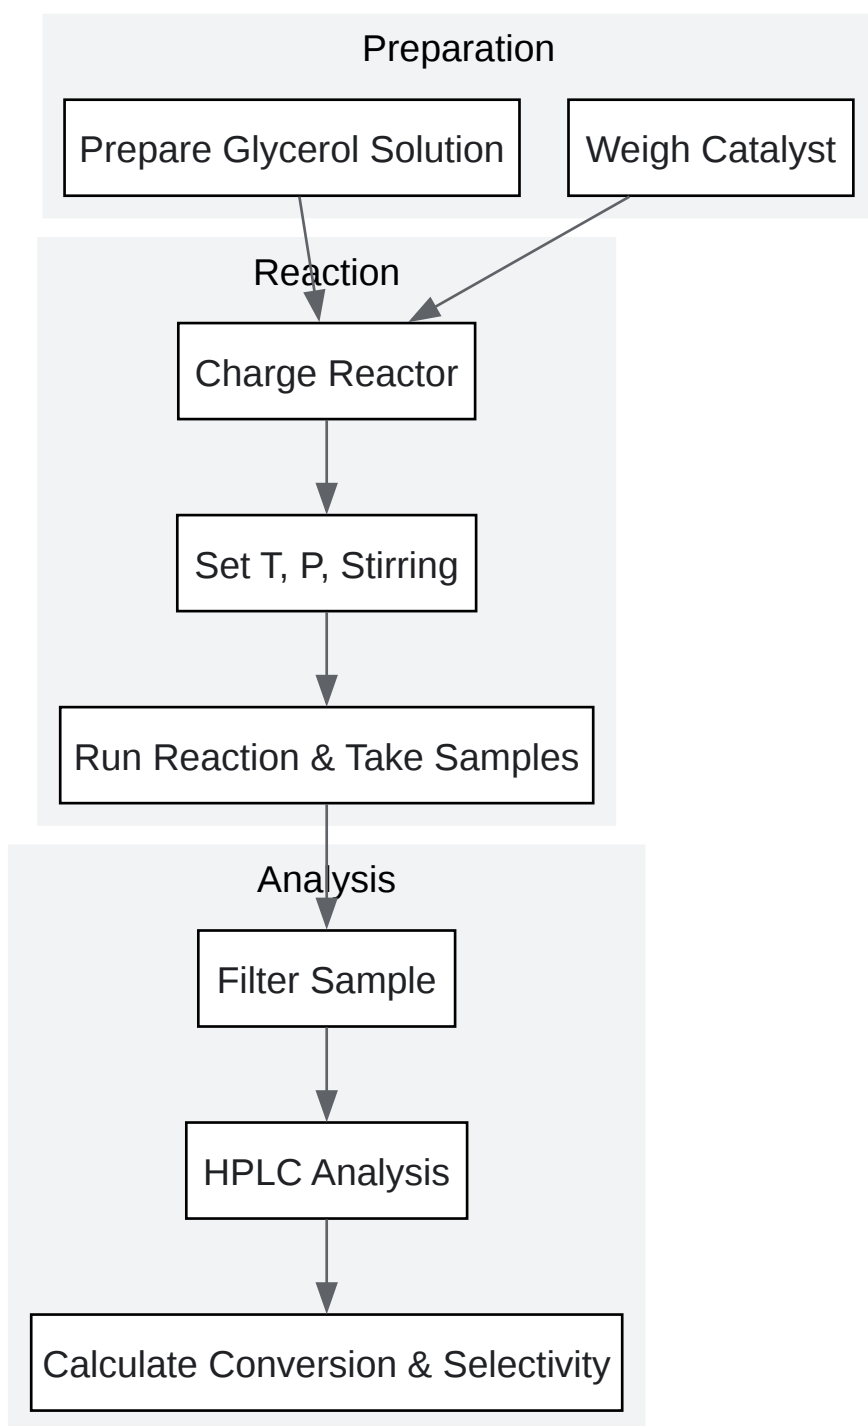 Preparation
Prepare Glycerol Solution
Weigh Catalyst
Reaction
Charge Reactor
Set T, P, Stirring
Run Reaction & Take Samples
Analysis
Filter Sample
HPLC Analysis
Calculate Conversion & Selectivity